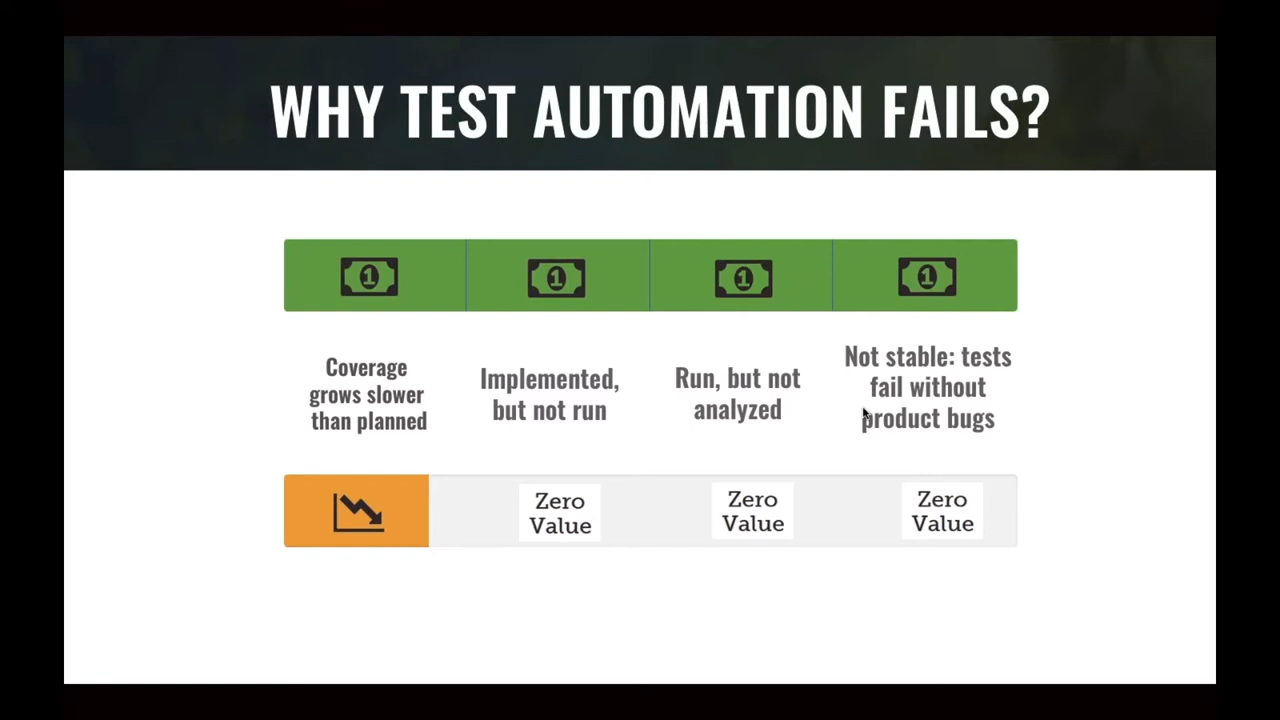 WHY TEST AUTOMATION FAILS?
1
1
1
1
Coverage
grows slower
than planned
Implemented,
but not run
Run, but not
analyzed
Not stable: tests
fail without
product bugs
Zero
Value
Zero
Value
Zero
Value